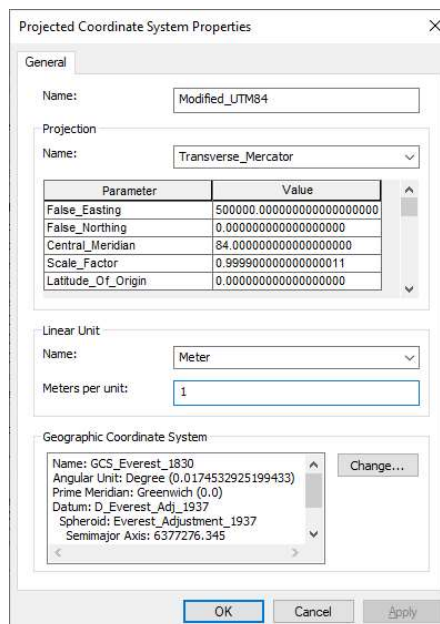 Projected Coordinate System Properties
General
Name: Modified_UTM84
Projection
Name: Transverse_Mercator
Parameter Value
False_Easting 500000.000000000000000000
False_Northing 0.000000000000000000
Central_Meridian 84.000000000000000000
Scale_Factor 0.999900000000000011
Latitude_Of_Origin 0.000000000000000000
Linear Unit
Name: Meter
Meters per unit: 1
Geographic Coordinate System
Name: GCS_Everest_1830
Angular Unit: Degree (0.0174532925199433)
Prime Meridian: Greenwich (0.0)
Datum: D_Everest_Adj_1937
Spheroid: Everest_Adjustment_1937
Semimajor Axis: 6377276.345
Change...
OK Cancel Apply